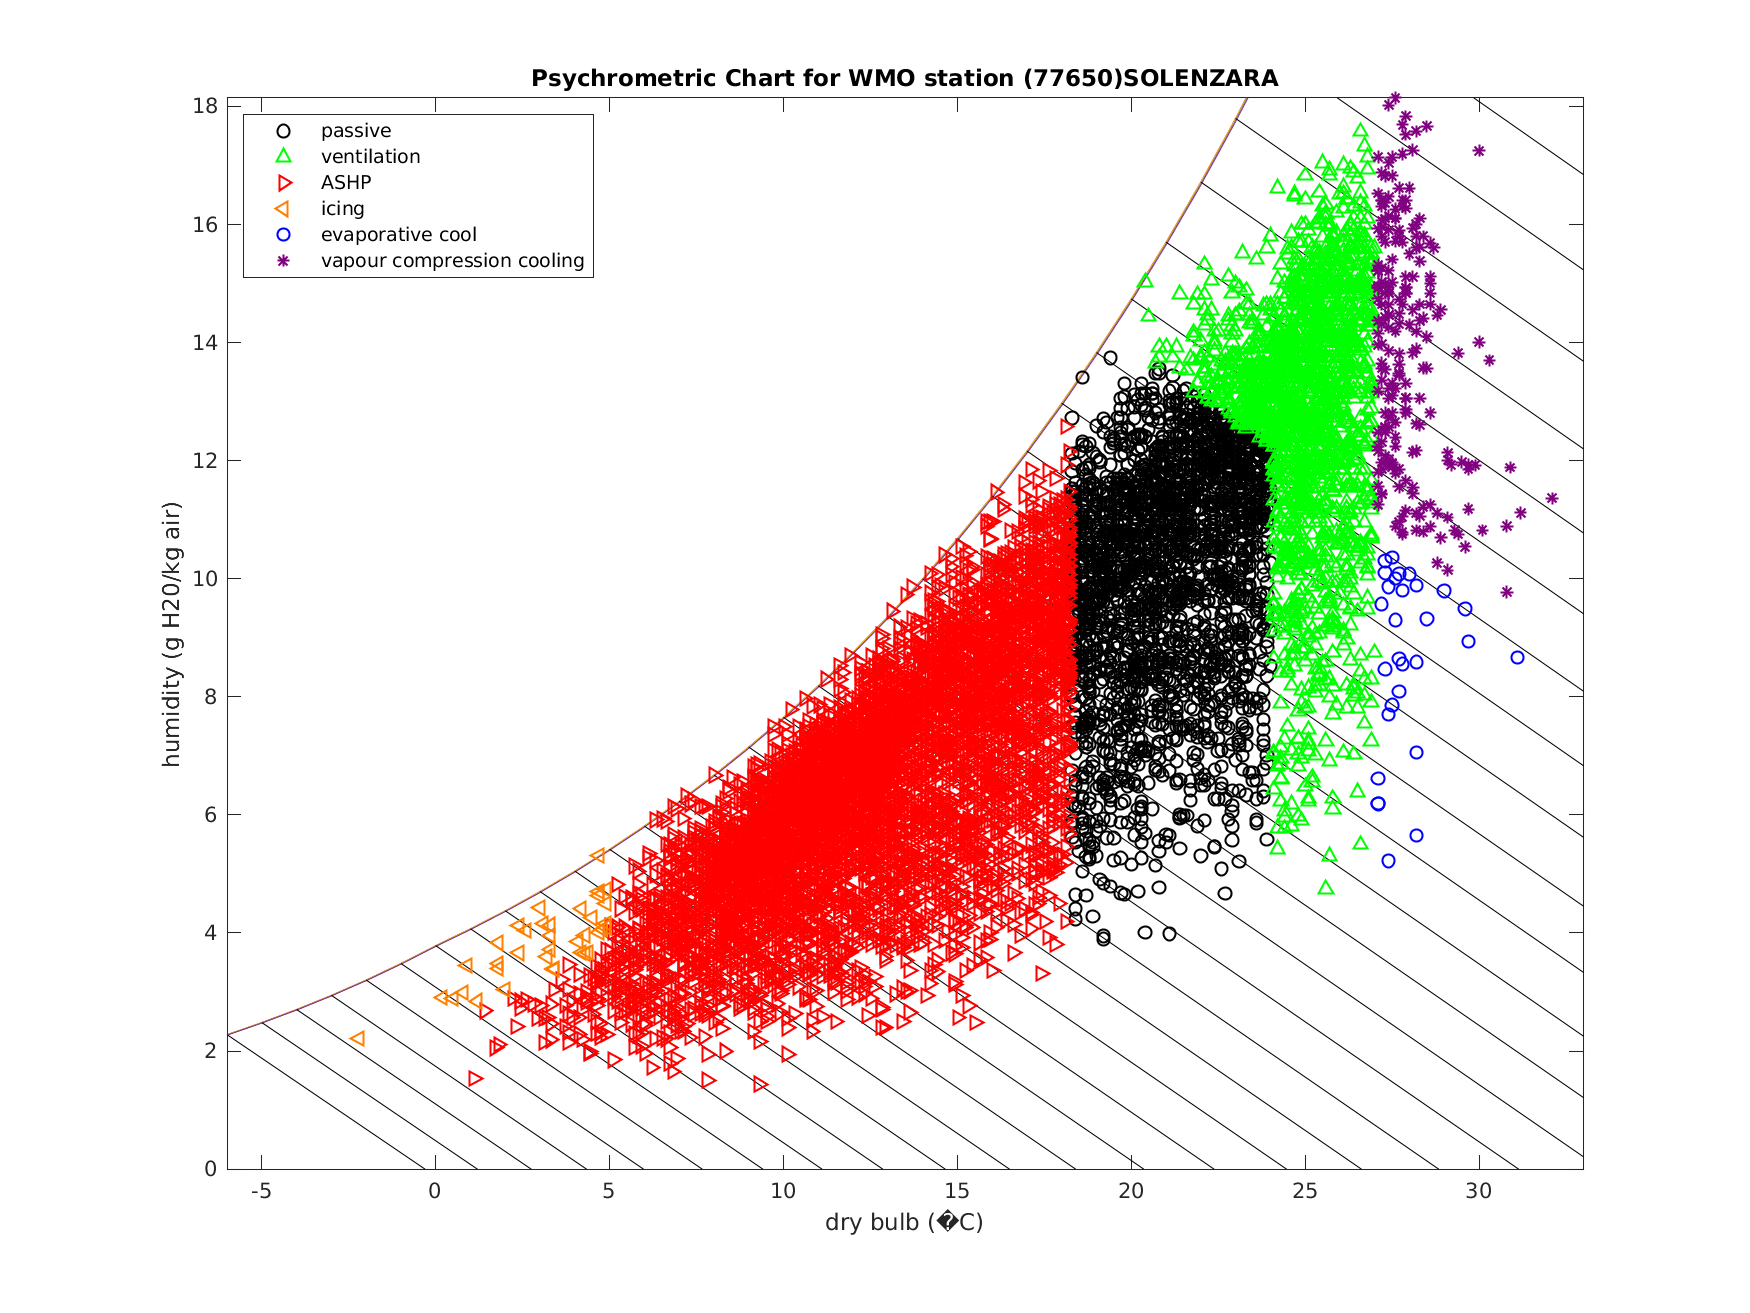 Psychrometric Chart for WMO station (77650)SOLENZARA
passive
ventilation
ASHP
icing
evaporative cool
vapour compression cooling
humidity (g H20/kg air)
18
16
14
12
10
8
6
4
2
0
-5 0 5 10 15 20 25 30
dry bulb (�C)